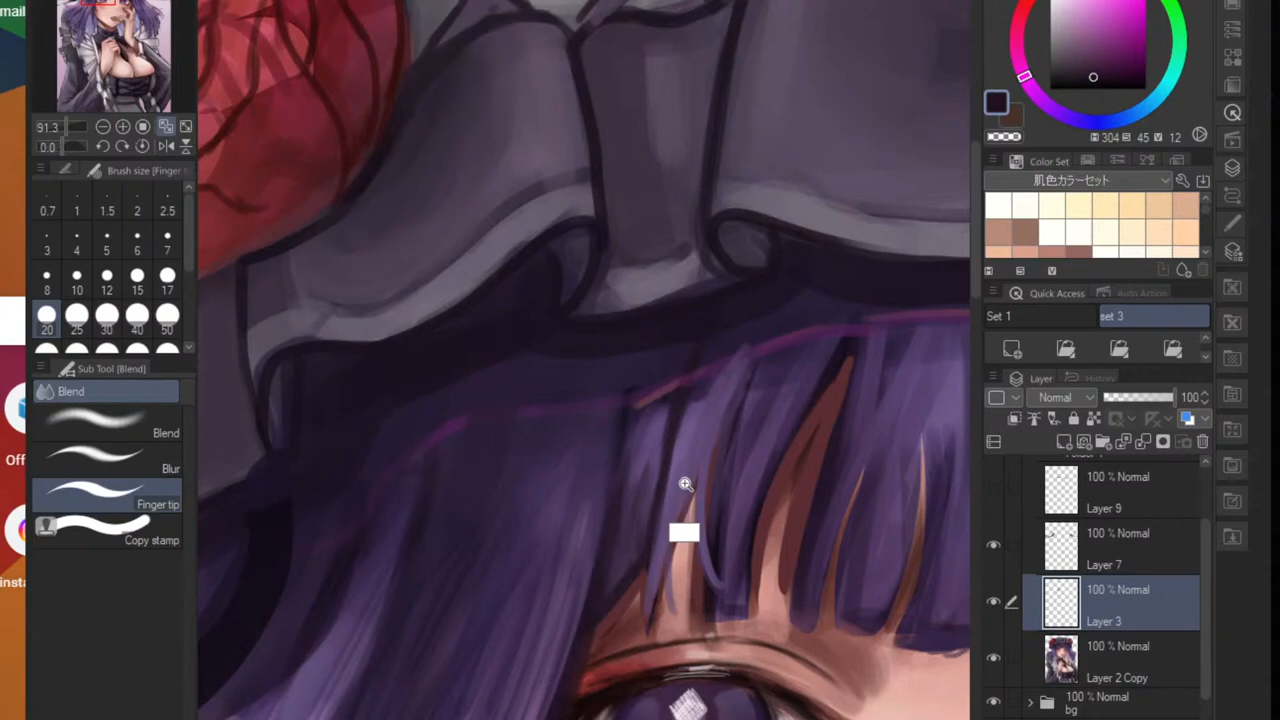 mail
91.3
0.0
Brush size [Finger
0.7 1 1.5 2 2.5
3 4 5 6 7
8 10 12 15 17
20 25 30 40 50
Sub Tool [Blend]
Blend
Blend
Blur
Finger tip
Copy stamp
Off
insta
H 304 S 45 V 12
Color Set
肌色カラーセット
H S V
Quick Access Auto Action
Set 1 set 3
Layer History
Normal 100
Folder 1
100 % Normal
Layer 9
100 % Normal
Layer 7
100 % Normal
Layer 3
100 % Normal
Layer 2 Copy
100 % Normal
bg